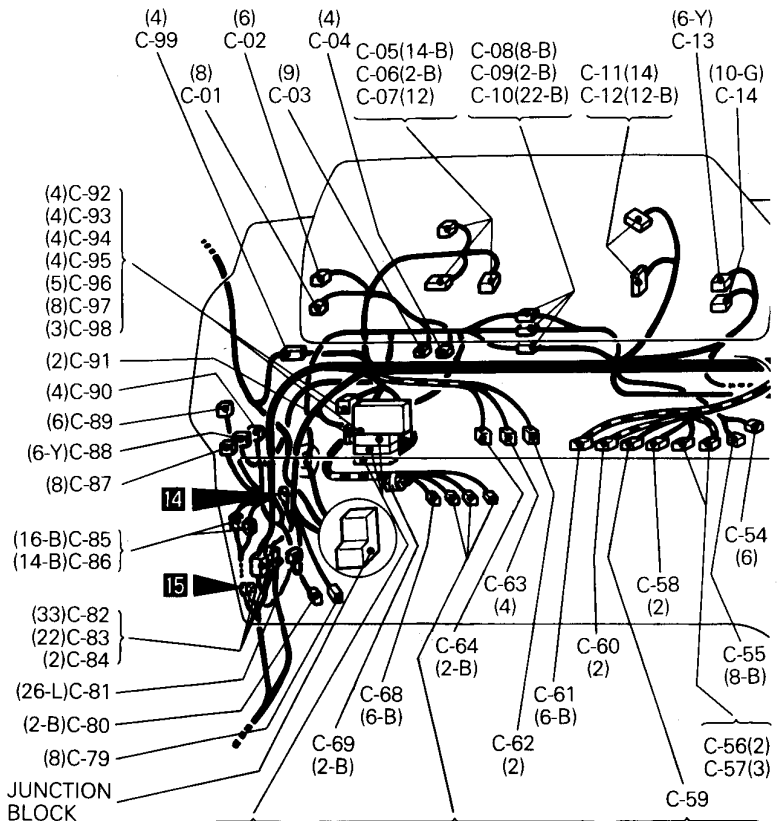 (4)
C-99
(6)
C-02
(4)
C-04
(8)
C-01
(9)
C-03
C-05(14-B)
C-06(2-B)
C-07(12)
C-08(8-B)
C-09(2-B)
C-10(22-B)
C-11(14)
C-12(12-B)
(6-Y)
C-13
(10-G)
C-14
(4)C-92
(4)C-93
(4)C-94
(4)C-95
(5)C-96
(8)C-97
(3)C-98
(2)C-91
(4)C-90
(6)C-89
(6-Y)C-88
(8)C-87
14
(16-B)C-85
(14-B)C-86
15
(33)C-82
(22)C-83
(2)C-84
(26-L)C-81
(2-B)C-80
(8)C-79
JUNCTION
BLOCK
C-69
(2-B)
C-68
(6-B)
C-64
(2-B)
C-63
(4)
C-62
(2)
C-61
(6-B)
C-60
(2)
C-58
(2)
C-59
C-54
(6)
C-55
(8-B)
C-56(2)
C-57(3)